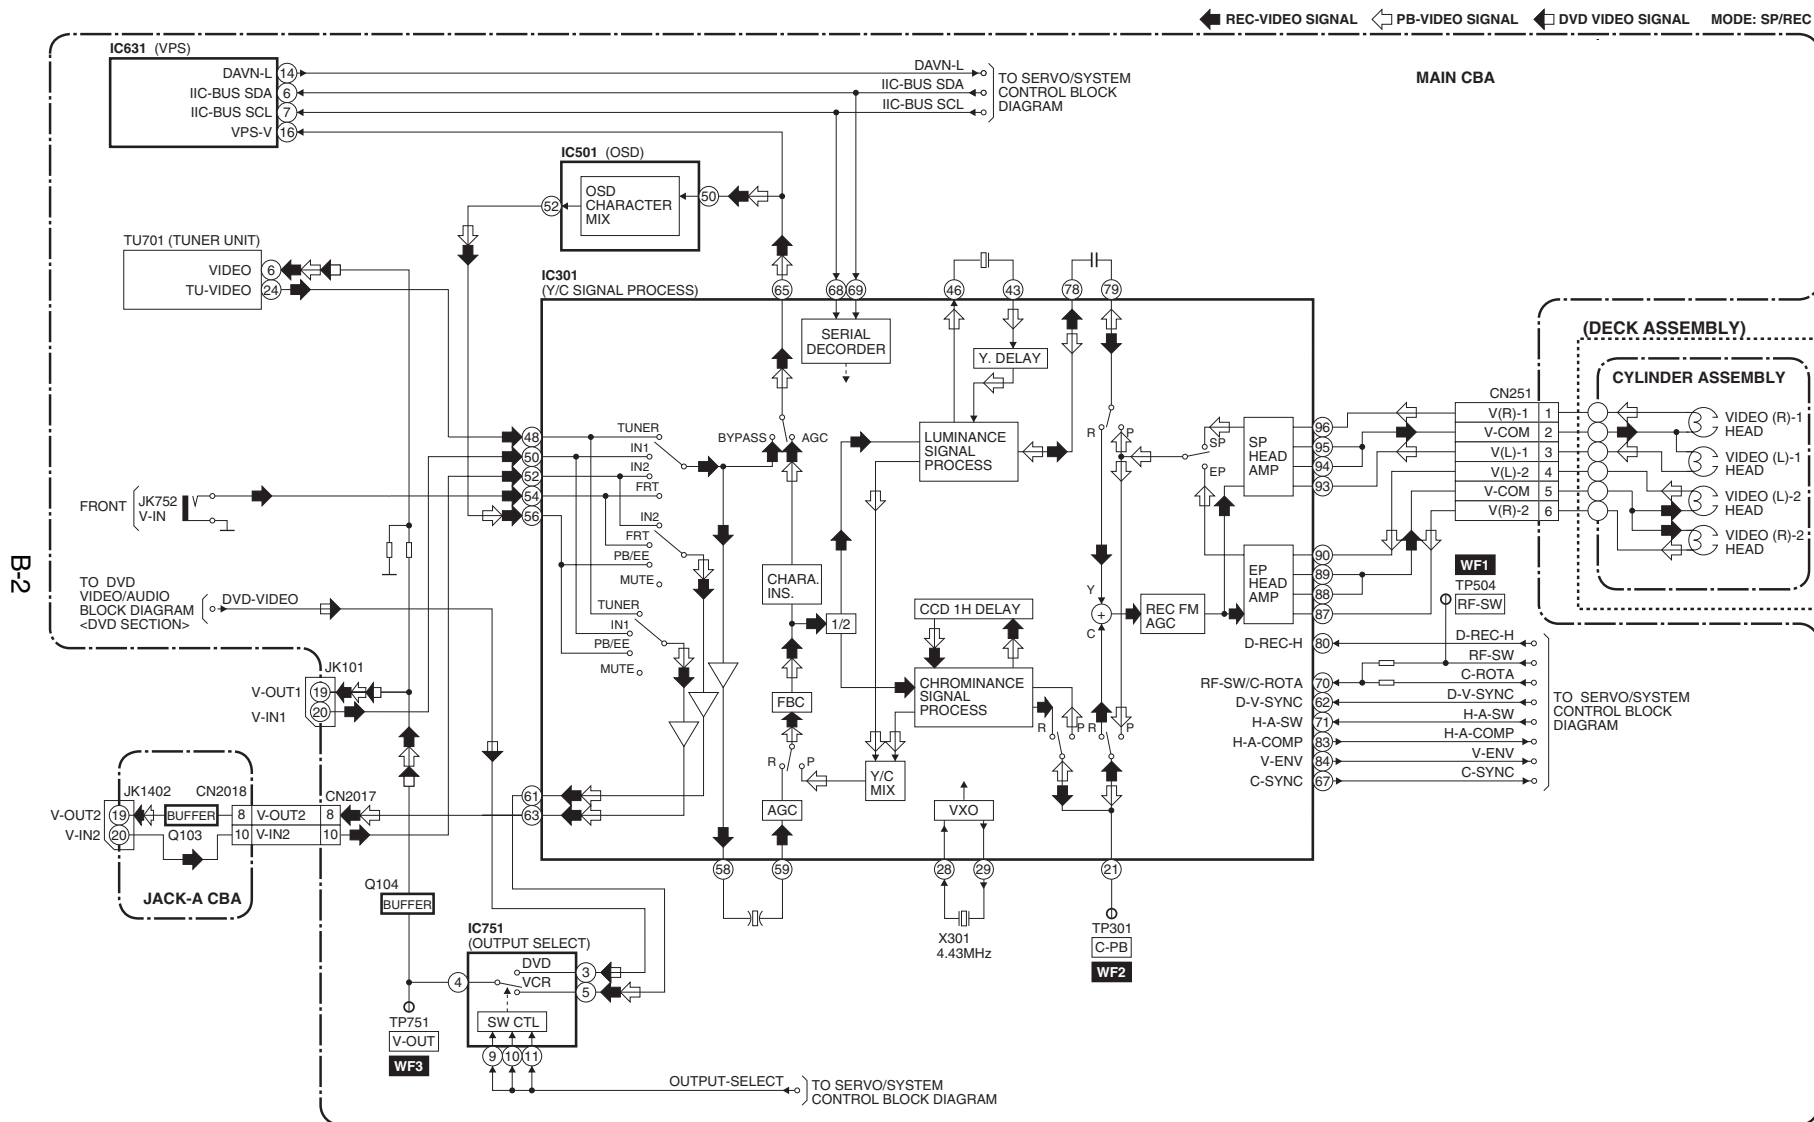 REC-VIDEO SIGNAL PB-VIDEO SIGNAL DVD VIDEO SIGNAL MODE: SP/REC
MAIN CBA
IC631 (VPS)
DAVN-L 14
IIC-BUS SDA 6
IIC-BUS SCL 7
VPS-V 16
DAVN-L
IIC-BUS SDA
IIC-BUS SCL
TO SERVO/SYSTEM
CONTROL BLOCK
DIAGRAM
IC501 (OSD)
OSD
CHARACTER
MIX
52
50
TU701 (TUNER UNIT)
VIDEO 6
TU-VIDEO 24
IC301
(Y/C SIGNAL PROCESS)
65
68
69
46
43
78
79
SERIAL
DECORDER
Y. DELAY
48
50
52
54
56
TUNER
IN1
IN2
FRT
IN2
FRT
PB/EE
MUTE
TUNER
IN1
PB/EE
MUTE
BYPASS
AGC
LUMINANCE
SIGNAL
PROCESS
CHARA.
INS.
1/2
CCD 1H DELAY
CHROMINANCE
SIGNAL
PROCESS
FBC
R P
AGC
Y/C
MIX
VXO
R P
R P
R P
Y
C
+
REC FM
AGC
SP
EP
SP
HEAD
AMP
EP
HEAD
AMP
96
95
94
93
90
89
88
87
D-REC-H 80
RF-SW/C-ROTA 70
D-V-SYNC 62
H-A-SW 71
H-A-COMP 83
V-ENV 84
C-SYNC 67
D-REC-H
RF-SW
C-ROTA
D-V-SYNC
H-A-SW
H-A-COMP
V-ENV
C-SYNC
TO SERVO/SYSTEM
CONTROL BLOCK
DIAGRAM
WF1
TP504
RF-SW
(DECK ASSEMBLY)
CYLINDER ASSEMBLY
CN251
V(R)-1 1
V-COM 2
V(L)-1 3
V(L)-2 4
V-COM 5
V(R)-2 6
VIDEO (R)-1
HEAD
VIDEO (L)-1
HEAD
VIDEO (L)-2
HEAD
VIDEO (R)-2
HEAD
FRONT
JK752
V-IN
V
B-2
TO DVD
VIDEO/AUDIO
BLOCK DIAGRAM
<DVD SECTION>
DVD-VIDEO
JK101
V-OUT1 19
V-IN1 20
JK1402
CN2018
CN2017
V-OUT2 19
V-IN2 20
BUFFER
Q103
8 V-OUT2 8
10 V-IN2 10
JACK-A CBA
61
63
58
59
28
29
21
X301
4.43MHz
TP301
C-PB
WF2
Q104
BUFFER
IC751
(OUTPUT SELECT)
DVD
VCR
SW CTL
4
3
5
9
10
11
TP751
V-OUT
WF3
OUTPUT-SELECT
TO SERVO/SYSTEM
CONTROL BLOCK DIAGRAM